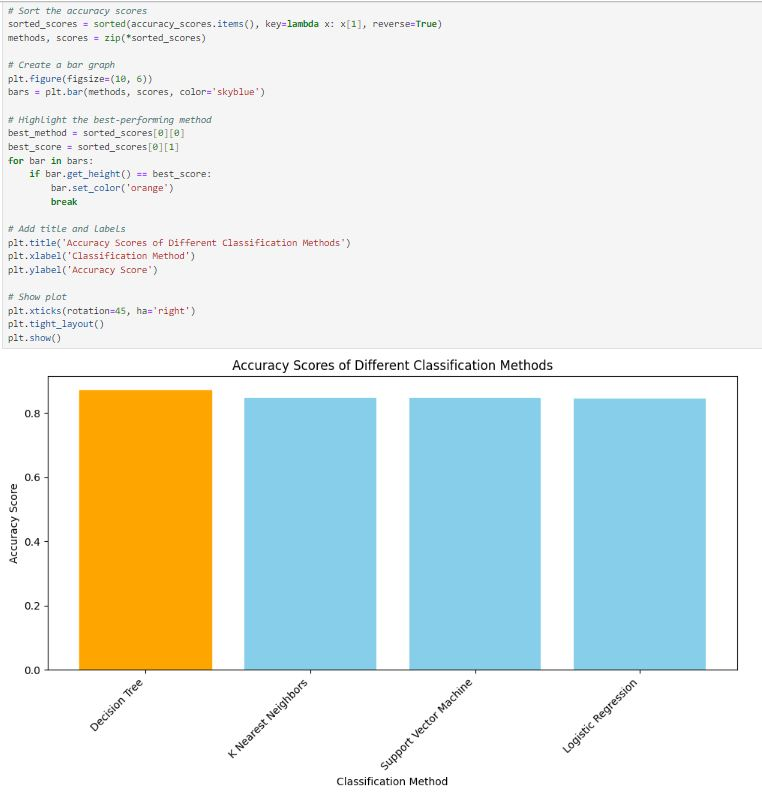 # Sort the accuracy scores
sorted_scores = sorted(accuracy_scores.items(), key=lambda x: x[1], reverse=True)
methods, scores = zip(*sorted_scores)
# Create a bar graph
plt.figure(figsize=(10, 6))
bars = plt.bar(methods, scores, color='skyblue')
# Highlight the best-performing method
best_method = sorted_scores[0][0]
best_score = sorted_scores[0][1]
for bar in bars:
    if bar.get_height() == best_score:
        bar.set_color('orange')
        break
# Add title and labels
plt.title('Accuracy Scores of Different Classification Methods')
plt.xlabel('Classification Method')
plt.ylabel('Accuracy Score')
# Show plot
plt.xticks(rotation=45, ha='right')
plt.tight_layout()
plt.show()
Accuracy Scores of Different Classification Methods
Accuracy Score
0.8
0.6
0.4
0.2
0.0
Decision Tree
K Nearest Neighbors
Support Vector Machine
Logistic Regression
Classification Method